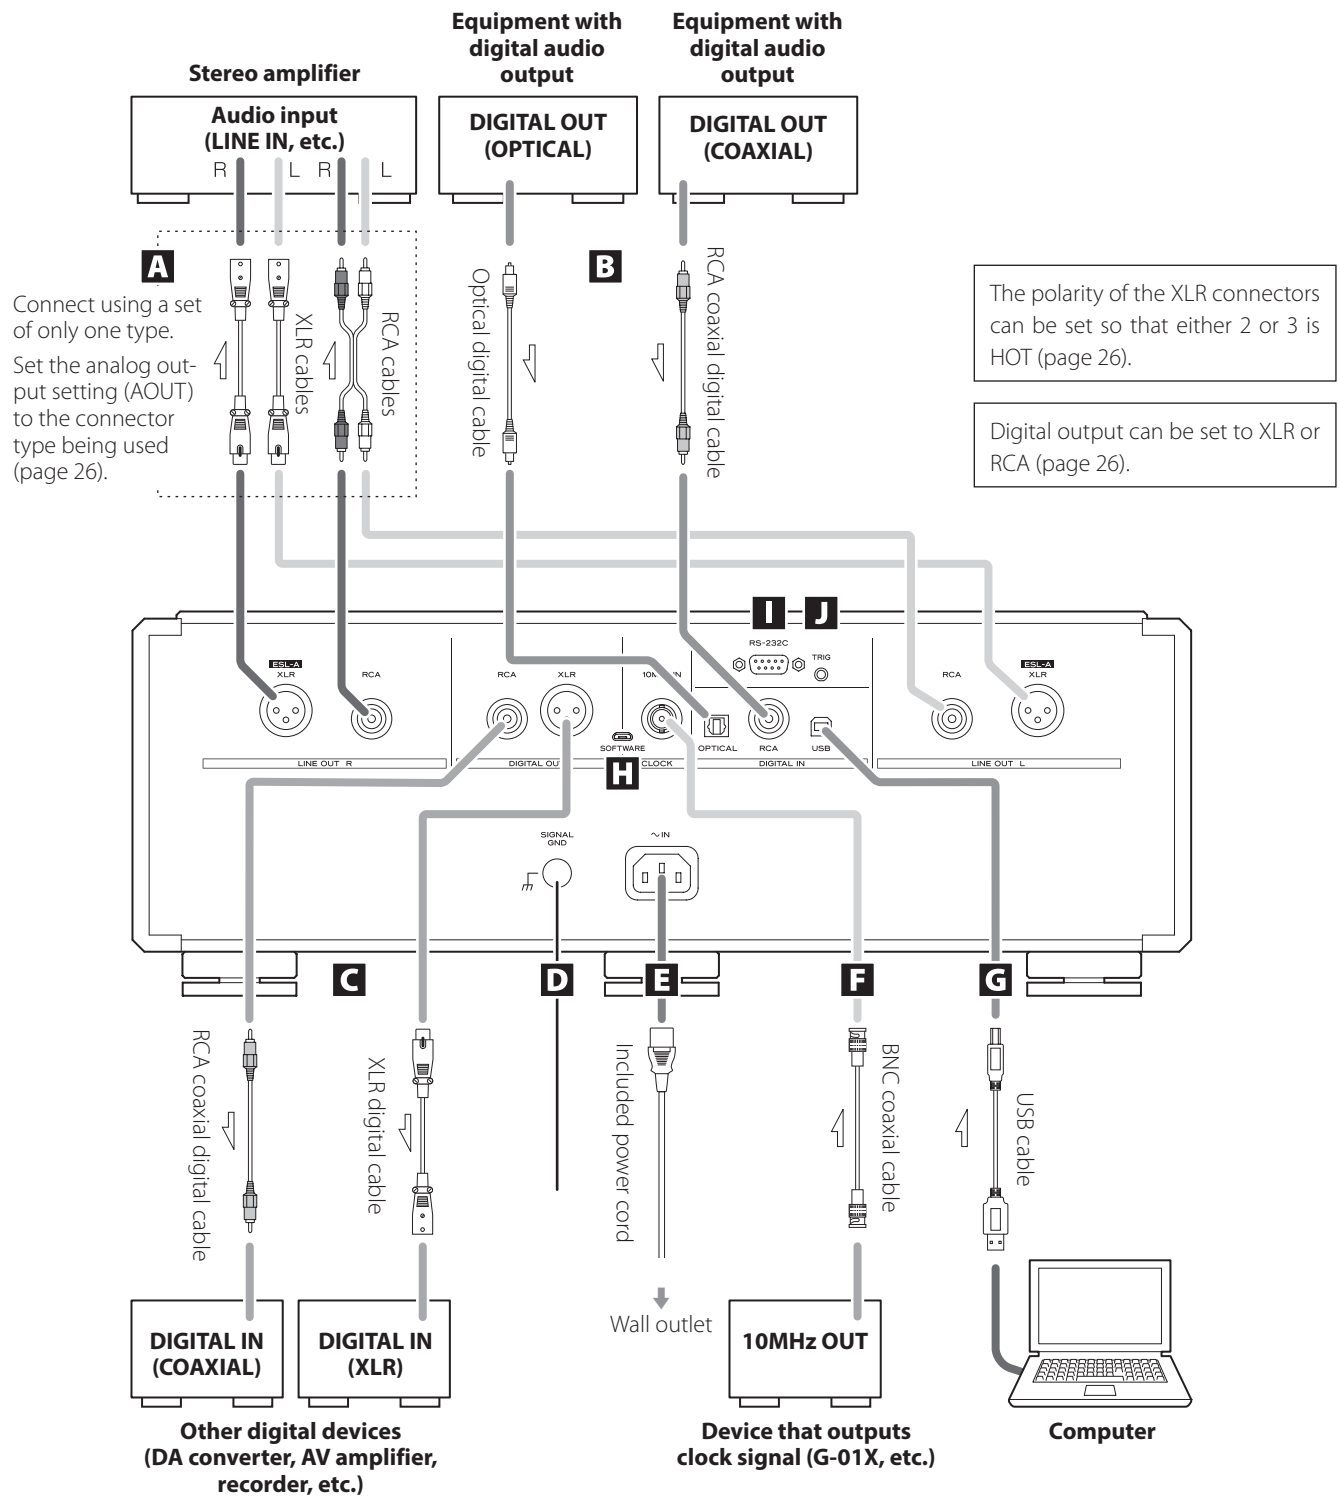 Equipment with
digital audio
output
Equipment with
digital audio
output
Stereo amplifier
Audio input
(LINE IN, etc.)
R
L
R
L
DIGITAL OUT
(OPTICAL)
DIGITAL OUT
(COAXIAL)
A
Connect using a set
of only one type.
Set the analog out-
put setting (AOUT)
to the connector
type being used
(page 26).
XLR cables
RCA cables
Optical digital cable
B
RCA coaxial digital cable
The polarity of the XLR connectors
can be set so that either 2 or 3 is
HOT (page 26).
Digital output can be set to XLR or
RCA (page 26).
I
J
RS-232C
TRIG
ESL-A
XLR
RCA
RCA
XLR
RCA
ESL-A
XLR
SOFTWARE
OPTICAL
RCA
USB
LINE OUT R
DIGITAL OUT
CLOCK
DIGITAL IN
LINE OUT L
H
SIGNAL
GND
~ IN
C
D
E
F
G
RCA coaxial digital cable
XLR digital cable
Included power cord
BNC coaxial cable
USB cable
Wall outlet
DIGITAL IN
(COAXIAL)
DIGITAL IN
(XLR)
10MHz OUT
Other digital devices
(DA converter, AV amplifier,
recorder, etc.)
Device that outputs
clock signal (G-01X, etc.)
Computer